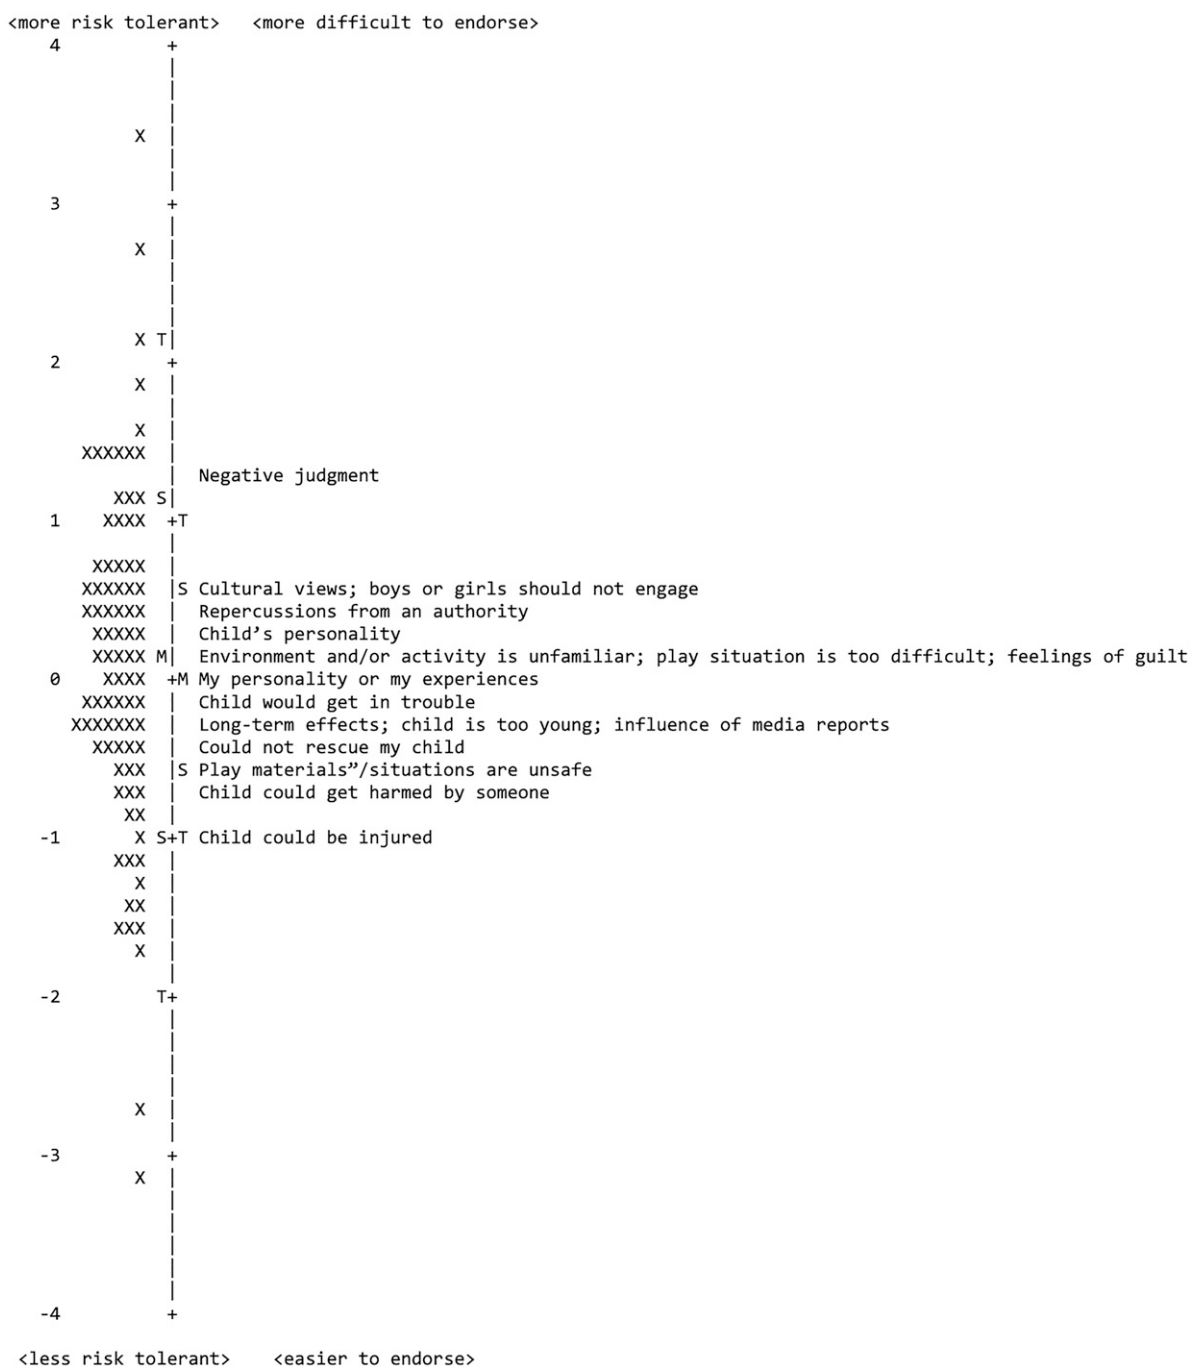 <more risk tolerant> <more difficult to endorse>
4 +
|
|
|
X |
|
|
3 +
|
X |
|
|
|
X T|
2 +
X |
|
X |
XXXXXX |
| Negative judgment
XXX S|
1 XXXX +T
|
XXXXX |
XXXXXX |S Cultural views; boys or girls should not engage
XXXXXX | Repercussions from an authority
XXXXX | Child’s personality
XXXXX M| Environment and/or activity is unfamiliar; play situation is too difficult; feelings of guilt
0 XXXX +M My personality or my experiences
XXXXXX | Child would get in trouble
XXXXXXX | Long-term effects; child is too young; influence of media reports
XXXXX | Could not rescue my child
XXX |S Play materials”/situations are unsafe
XXX | Child could get harmed by someone
XX |
-1 X S+T Child could be injured
XXX |
X |
XX |
XXX |
X |
|
-2 T+
|
|
|
|
X |
|
-3 +
X |
|
|
|
|
|
-4 +
<less risk tolerant> <easier to endorse>